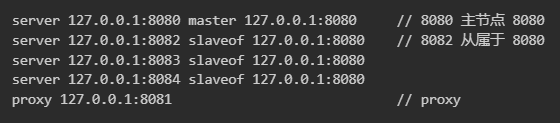 server 127.0.0.1:8080 master 127.0.0.1:8080 // 8080 主节点 8080
server 127.0.0.1:8082 slaveof 127.0.0.1:8080 // 8082 从属于 8080
server 127.0.0.1:8083 slaveof 127.0.0.1:8080
server 127.0.0.1:8084 slaveof 127.0.0.1:8080
proxy 127.0.0.1:8081 // proxy